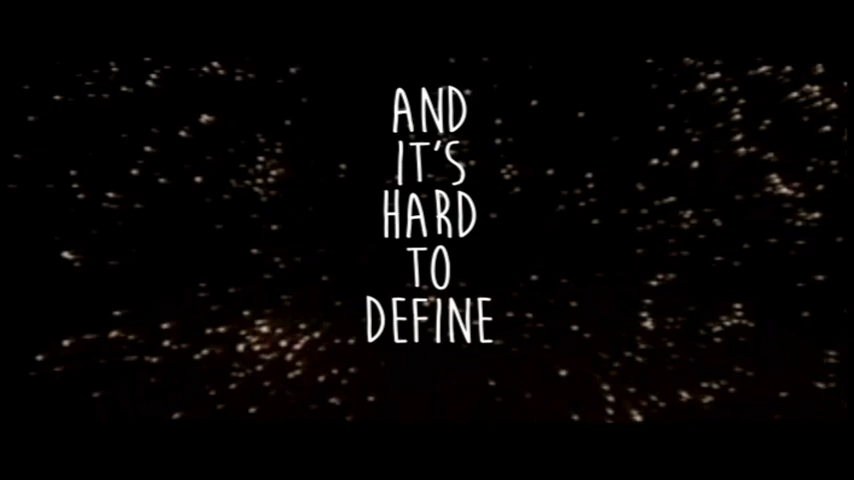 AND
IT'S
HARD
TO
DEFINE